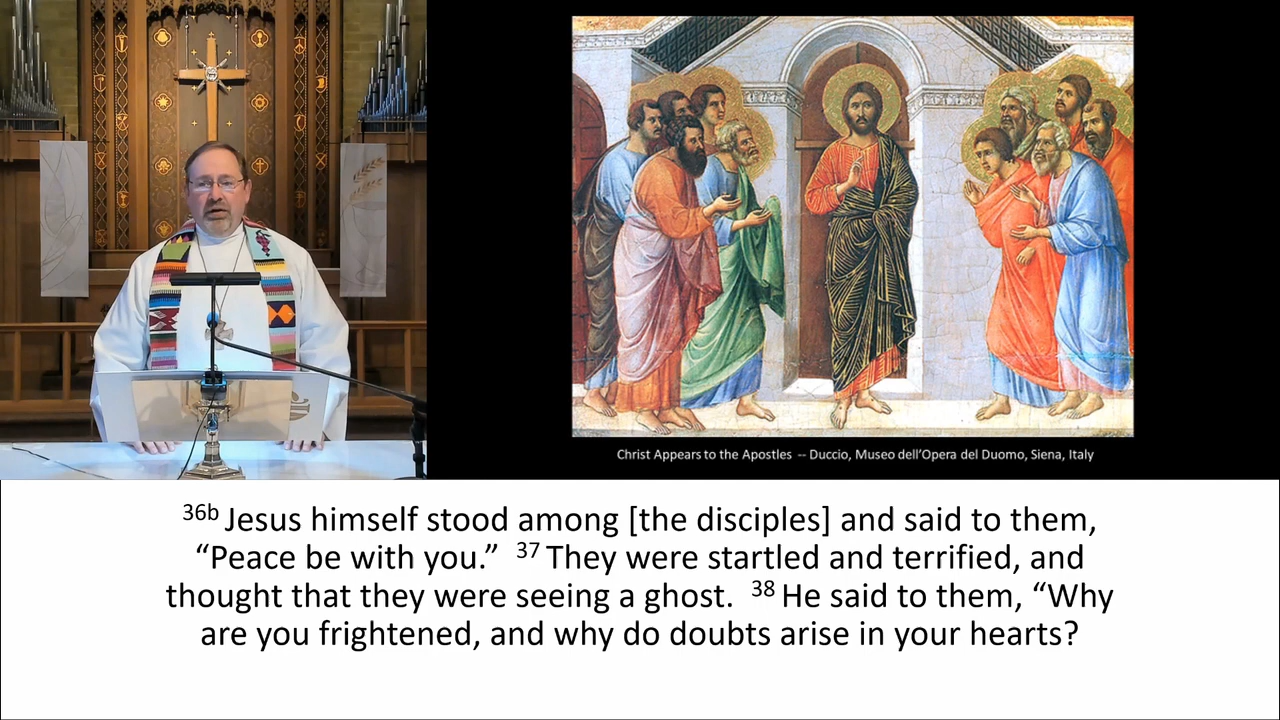 Christ Appears to the Apostles -- Duccio, Museo dell’Opera del Duomo, Siena, Italy
36b Jesus himself stood among [the disciples] and said to them,
“Peace be with you.” 37 They were startled and terrified, and
thought that they were seeing a ghost. 38 He said to them, “Why
are you frightened, and why do doubts arise in your hearts?